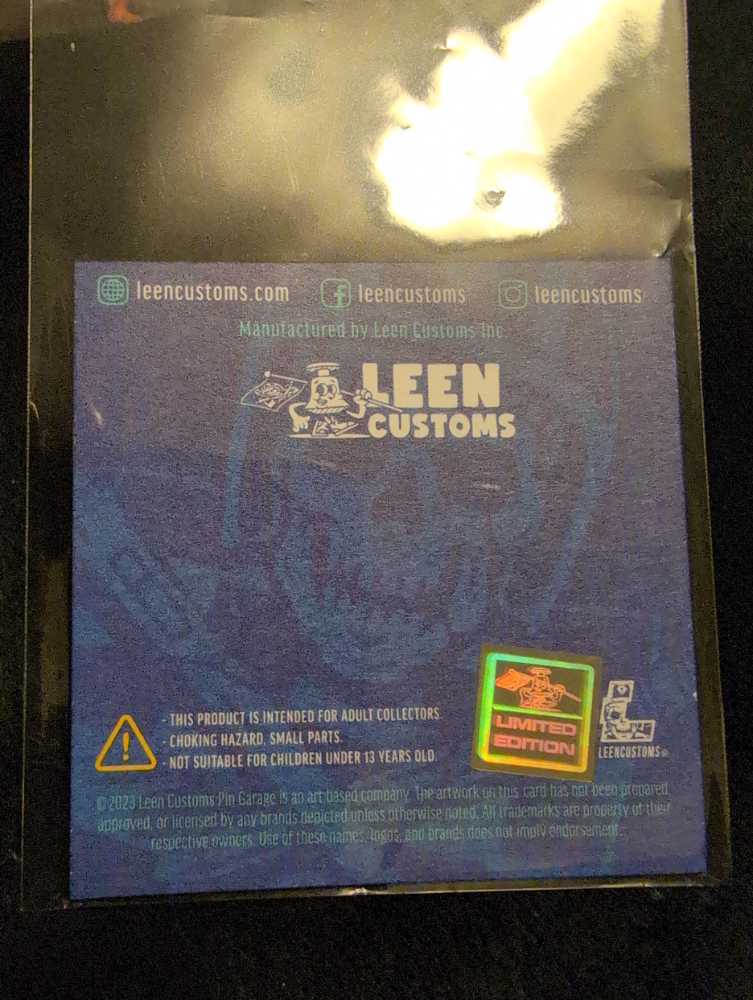 leencustoms.com leencustoms leencustoms
Manufactured by Leen Customs Inc.
LEEN
CUSTOMS
- THIS PRODUCT IS INTENDED FOR ADULT COLLECTORS
- CHOKING HAZARD. SMALL PARTS.
- NOT SUITABLE FOR CHILDREN UNDER 13 YEARS OLD.
LIMITED
EDITION
LEENCUSTOMS®
© 2023 Leen Customs Pin Garage is an art based company. The artwork on this card has not been prepared,
approved, or licensed by any brands depicted unless otherwise noted. All trademarks are property of their
respective owners. Use of these names, logos, and brands does not imply endorsement.